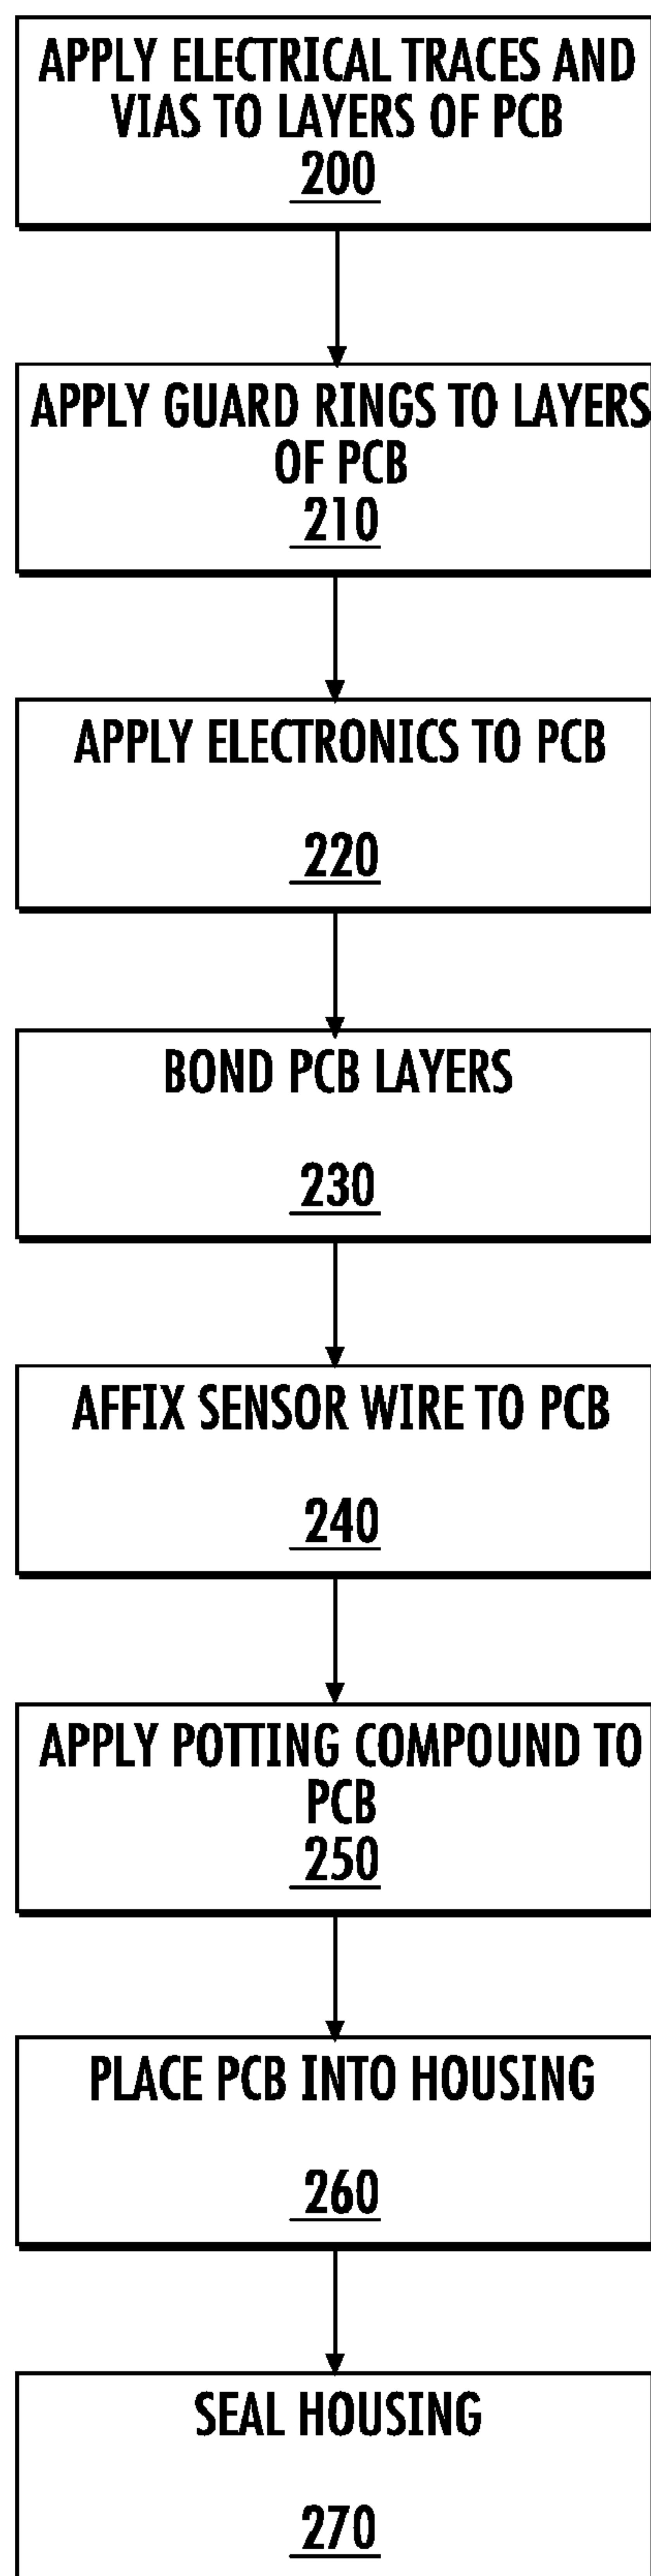 APPLY ELECTRICAL TRACES AND
VIAS TO LAYERS OF PCB
200
APPLY GUARD RINGS TO LAYERS
OF PCB
210
APPLY ELECTRONICS TO PCB
220
BOND PCB LAYERS
230
AFFIX SENSOR WIRE TO PCB
240
APPLY POTTING COMPOUND TO
PCB
250
PLACE PCB INTO HOUSING
260
SEAL HOUSING
270